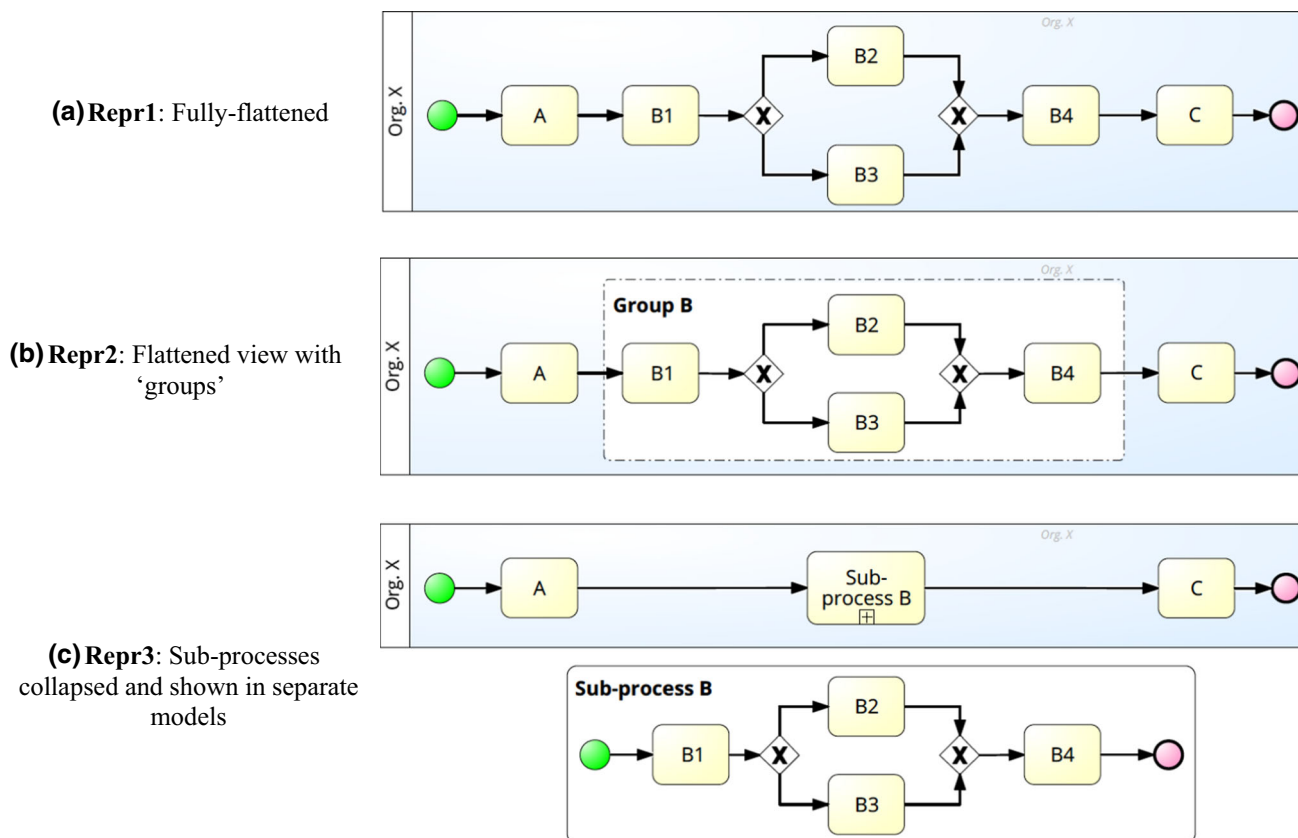 (a) Repr1: Fully-flattened
Org. X
Org. X
A
B1
X
B2
B3
X
B4
C
(b) Repr2: Flattened view with
‘groups’
Org. X
Org. X
Group B
A
B1
X
B2
B3
X
B4
C
(c) Repr3: Sub-processes
collapsed and shown in separate
models
Org. X
Org. X
A
Sub-
process B
C
Sub-process B
B1
X
B2
B3
X
B4